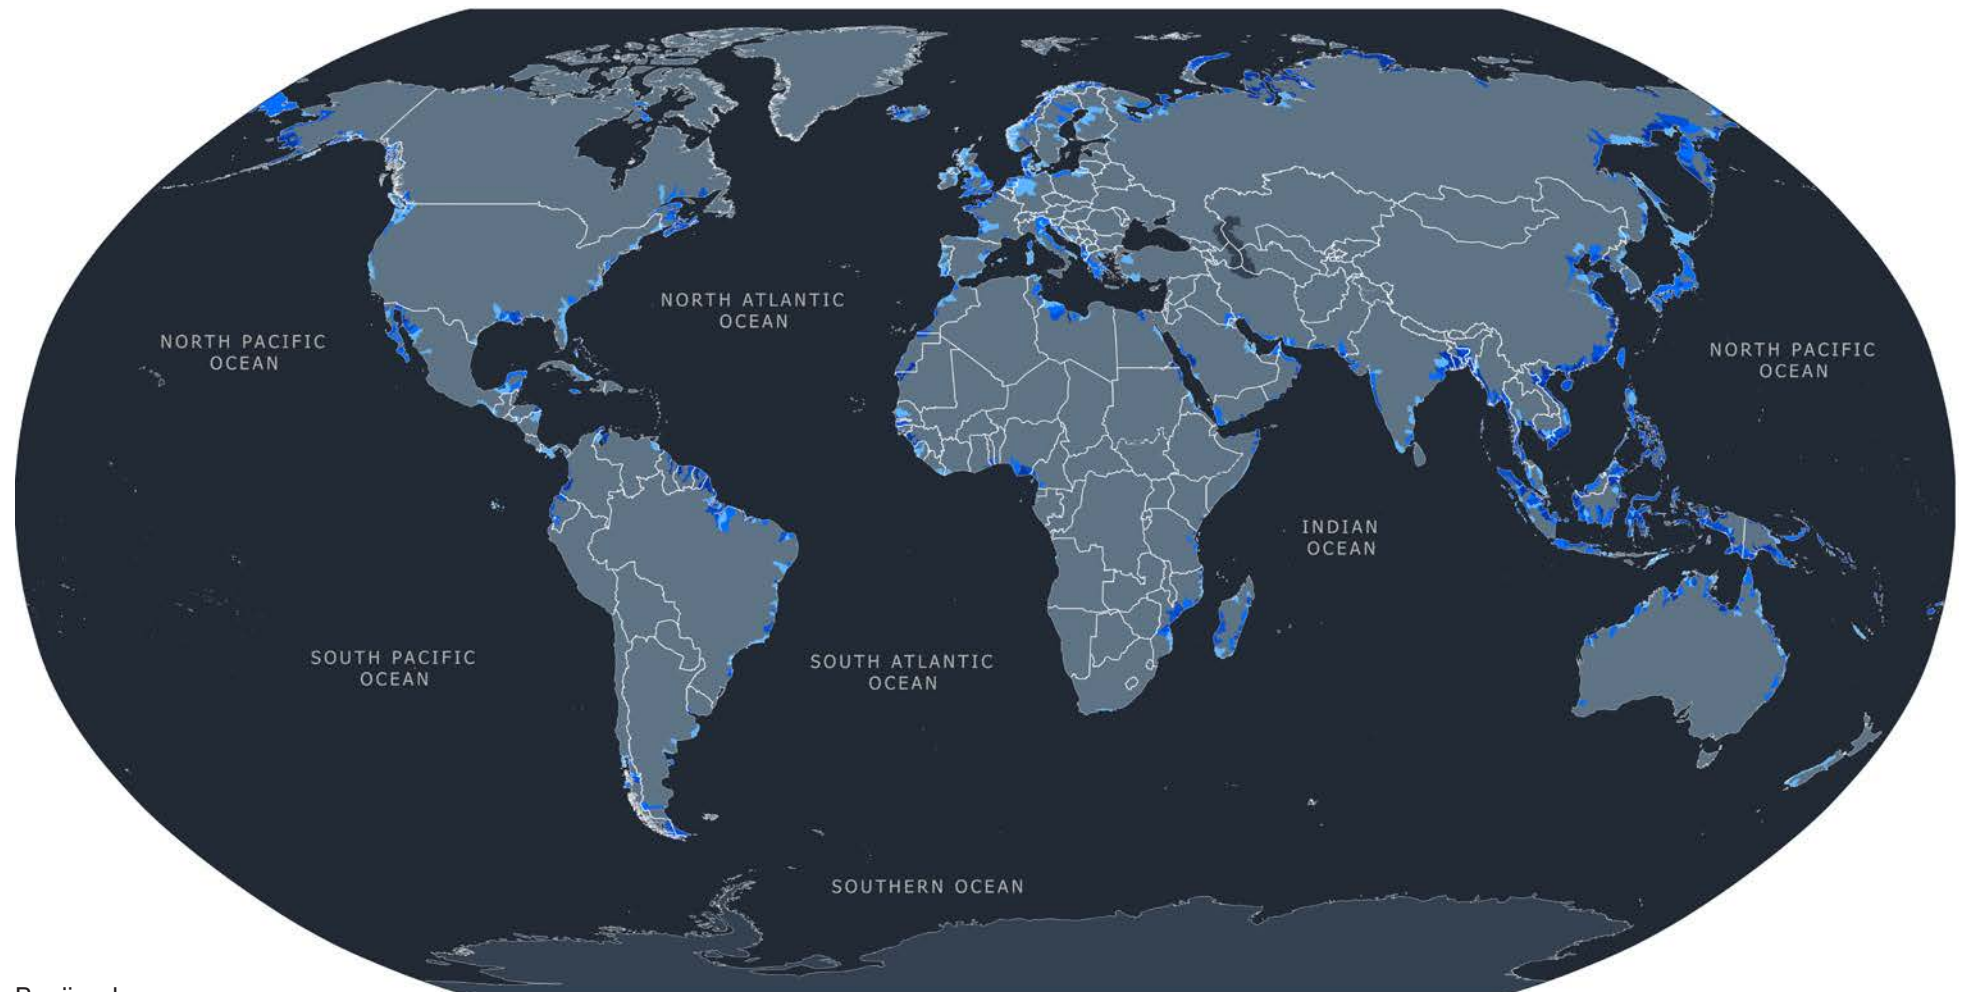 NORTH ATLANTIC
OCEAN
NORTH PACIFIC
OCEAN
NORTH PACIFIC
OCEAN
INDIAN
OCEAN
SOUTH PACIFIC
OCEAN
SOUTH ATLANTIC
OCEAN
SOUTHERN OCEAN